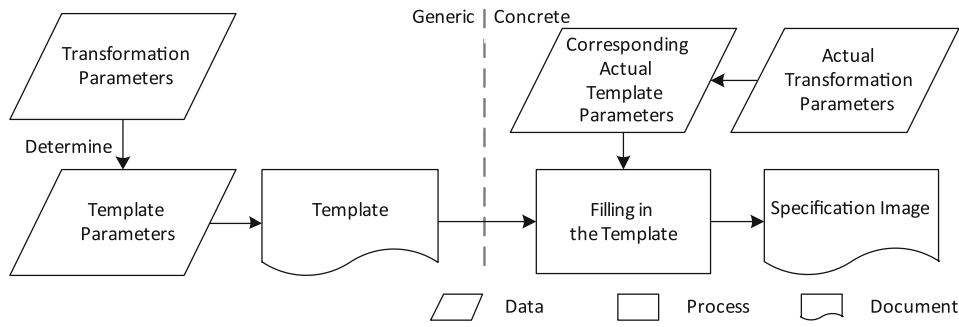 Generic
Concrete
Transformation
Parameters
Determine
Template
Parameters
Template
Corresponding
Actual
Template
Parameters
Actual
Transformation
Parameters
Filling in
the Template
Specification Image
Data
Process
Document